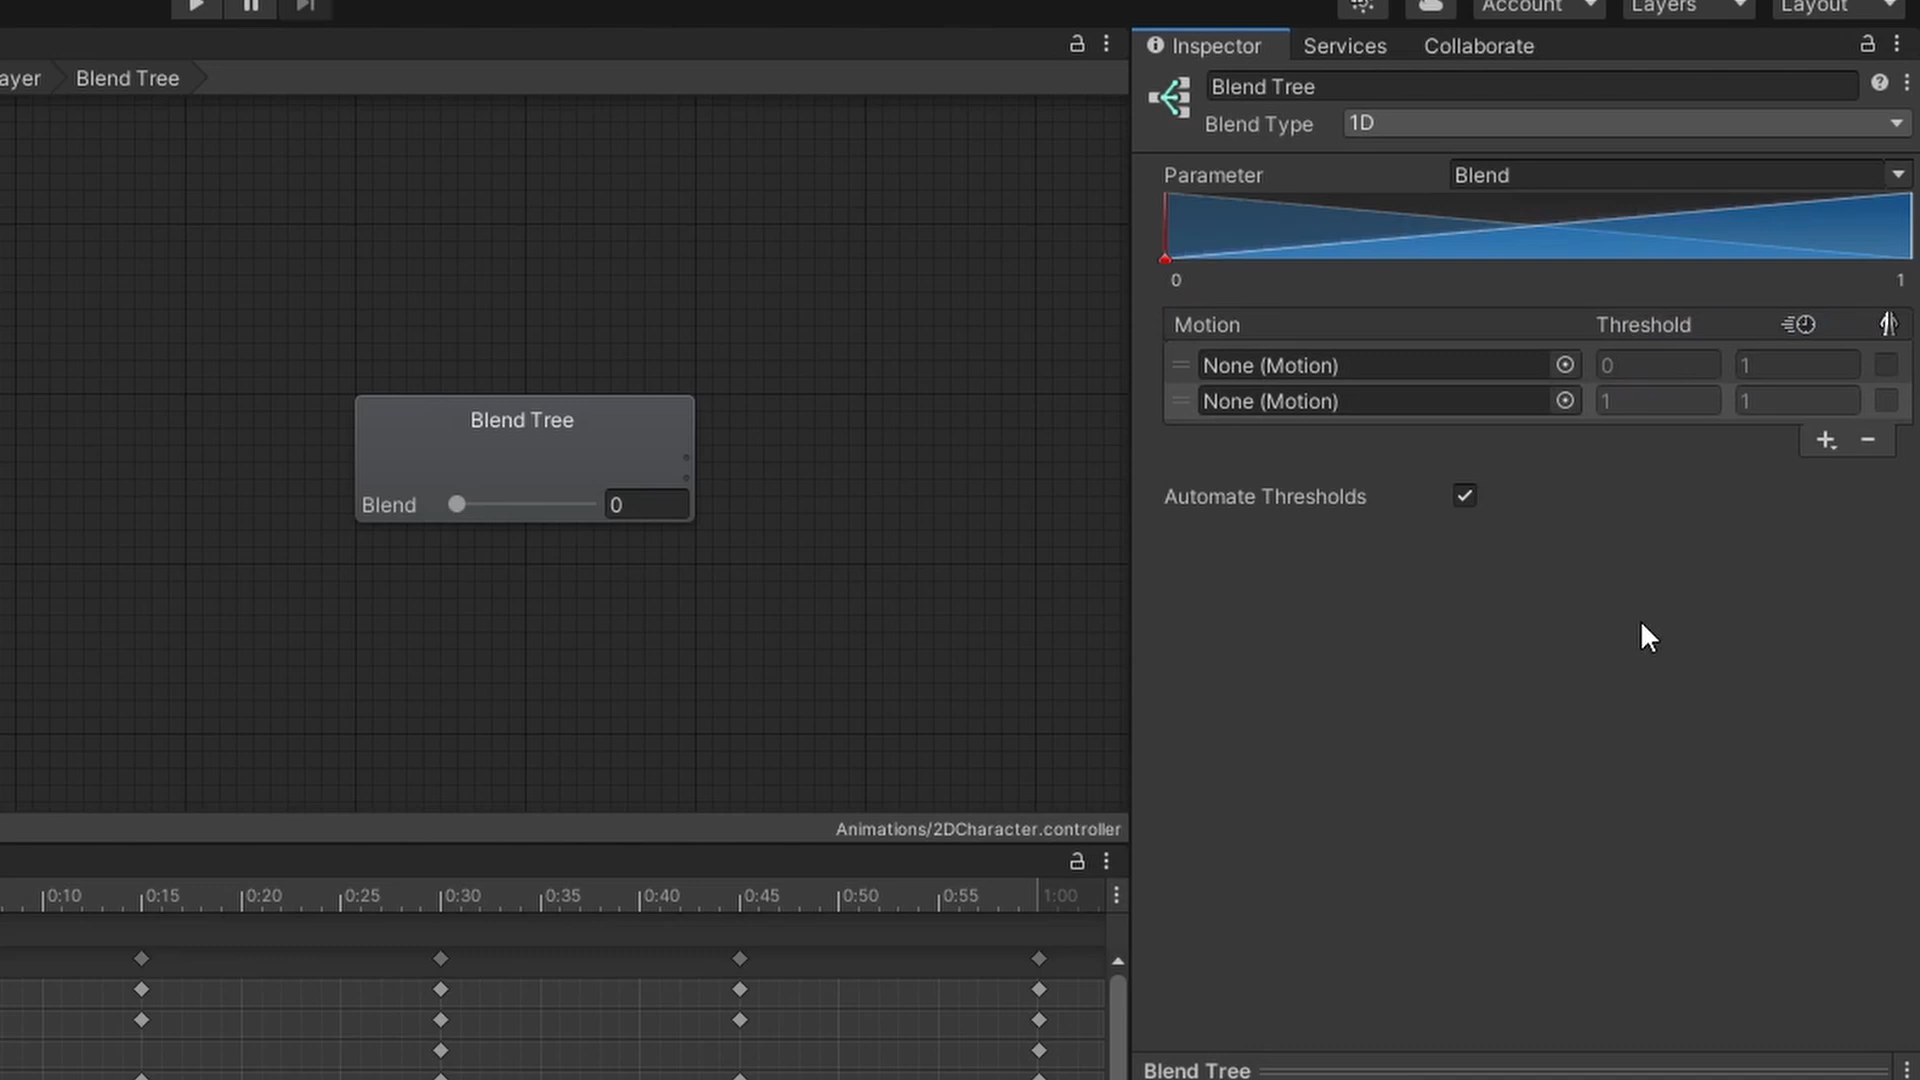 Account
Layers
Layout
Inspector
Services
Collaborate
ayer
Blend Tree
Blend Tree
Blend Type
1D
Parameter
Blend
0
1
Motion
Threshold
None (Motion)
0
1
None (Motion)
1
1
Automate Thresholds
Blend Tree
Blend
0
Animations/2DCharacter.controller
0:10
0:15
0:20
0:25
0:30
0:35
0:40
0:45
0:50
0:55
1:00
Blend Tree